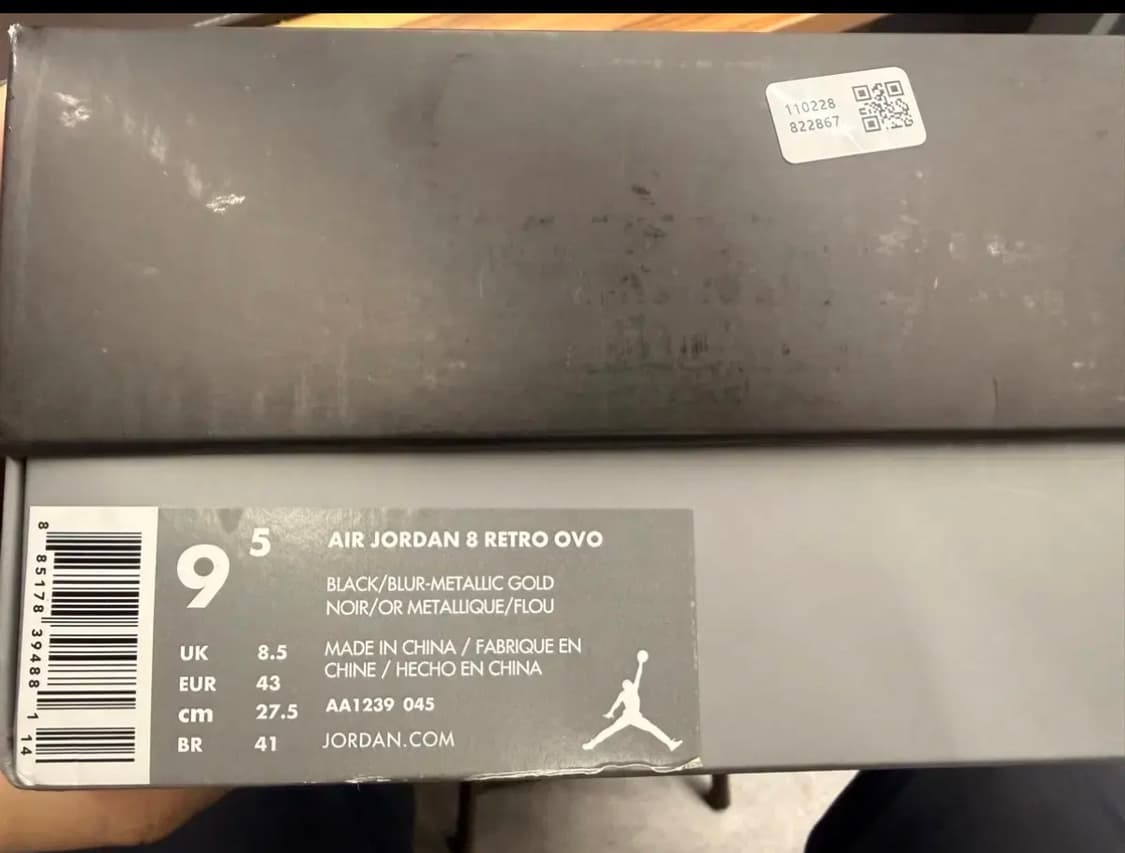 110228
822867
9 5
AIR JORDAN 8 RETRO OVO
BLACK/BLUR-METALLIC GOLD
NOIR/OR METALLIQUE/FLOU
MADE IN CHINA / FABRIQUE EN
CHINE / HECHO EN CHINA
AA1239 045
JORDAN.COM
UK 8.5
EUR 43
cm 27.5
BR 41
8 85178 39488 1 14